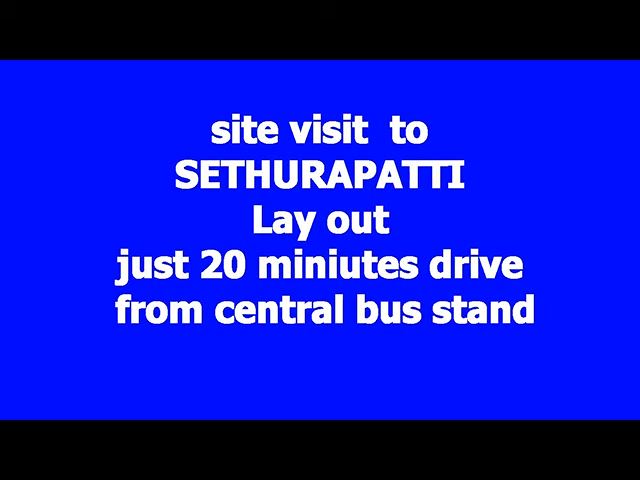 site visit  to
SETHURAPATTI
Lay out
just 20 miniutes drive
from central bus stand